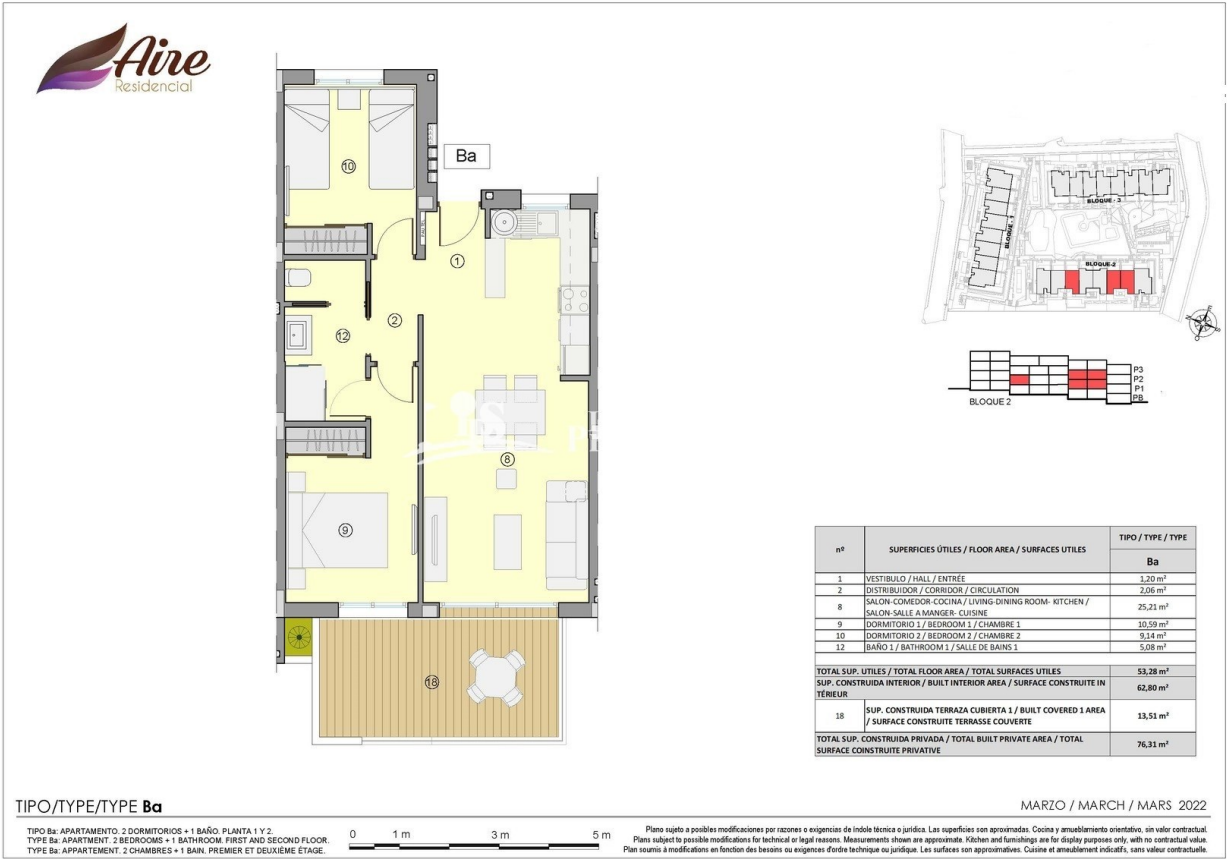 Aire
Residencial
Ba
10
1
2
12
8
9
18
BLOQUE - 1
BLOQUE - 3
BLOQUE-2
N
E
S
O
P3
P2
P1
PB
BLOQUE 2
nº
SUPERFICIES ÚTILES / FLOOR AREA / SURFACES UTILES
TIPO / TYPE / TYPE
Ba
1 VESTIBULO / HALL / ENTRÉE 1,20 m²
2 DISTRIBUIDOR / CORRIDOR / CIRCULATION 2,06 m²
8 SALON-COMEDOR-COCINA / LIVING-DINING ROOM- KITCHEN / SALON-SALLE A MANGER- CUISINE 25,21 m²
9 DORMITORIO 1 / BEDROOM 1 / CHAMBRE 1 10,59 m²
10 DORMITORIO 2 / BEDROOM 2 / CHAMBRE 2 9,14 m²
12 BAÑO 1 / BATHROOM 1 / SALLE DE BAINS 1 5,08 m²
TOTAL SUP. UTILES / TOTAL FLOOR AREA / TOTAL SURFACES UTILES 53,28 m²
SUP. CONSTRUIDA INTERIOR / BUILT INTERIOR AREA / SURFACE CONSTRUITE IN
TÉRIEUR 62,80 m²
18 SUP. CONSTRUIDA TERRAZA CUBIERTA 1 / BUILT COVERED 1 AREA
/ SURFACE CONSTRUITE TERRASSE COUVERTE 13,51 m²
TOTAL SUP. CONSTRUIDA PRIVADA / TOTAL BUILT PRIVATE AREA / TOTAL
SURFACE COINSTRUITE PRIVATIVE 76,31 m²
TIPO/TYPE/TYPE Ba
MARZO / MARCH / MARS 2022
TIPO Ba: APARTAMENTO. 2 DORMITORIOS + 1 BAÑO. PLANTA 1 Y 2.
TYPE Ba: APARTMENT. 2 BEDROOMS + 1 BATHROOM. FIRST AND SECOND FLOOR.
TYPE Ba: APPARTEMENT. 2 CHAMBRES + 1 BAIN. PREMIER ET DEUXIÈME ÉTAGE.
0 1 m 3 m 5 m
Plano sujeto a posibles modificaciones por razones o exigencias de índole técnica o jurídica. Las superficies son aproximadas. Cocina y amueblamiento orientativo, sin valor contractual.
Plans subject to possible modifications for technical or legal reasons. Measurements shown are approximate. Kitchen and furnishings are for display purposes only, with no contractual value.
Plan soumis à modifications en fonction des besoins ou exigences d'ordre technique ou juridique. Les surfaces son approximatives. Cuisine et ameublement indicatifs, sans valeur contractuelle.